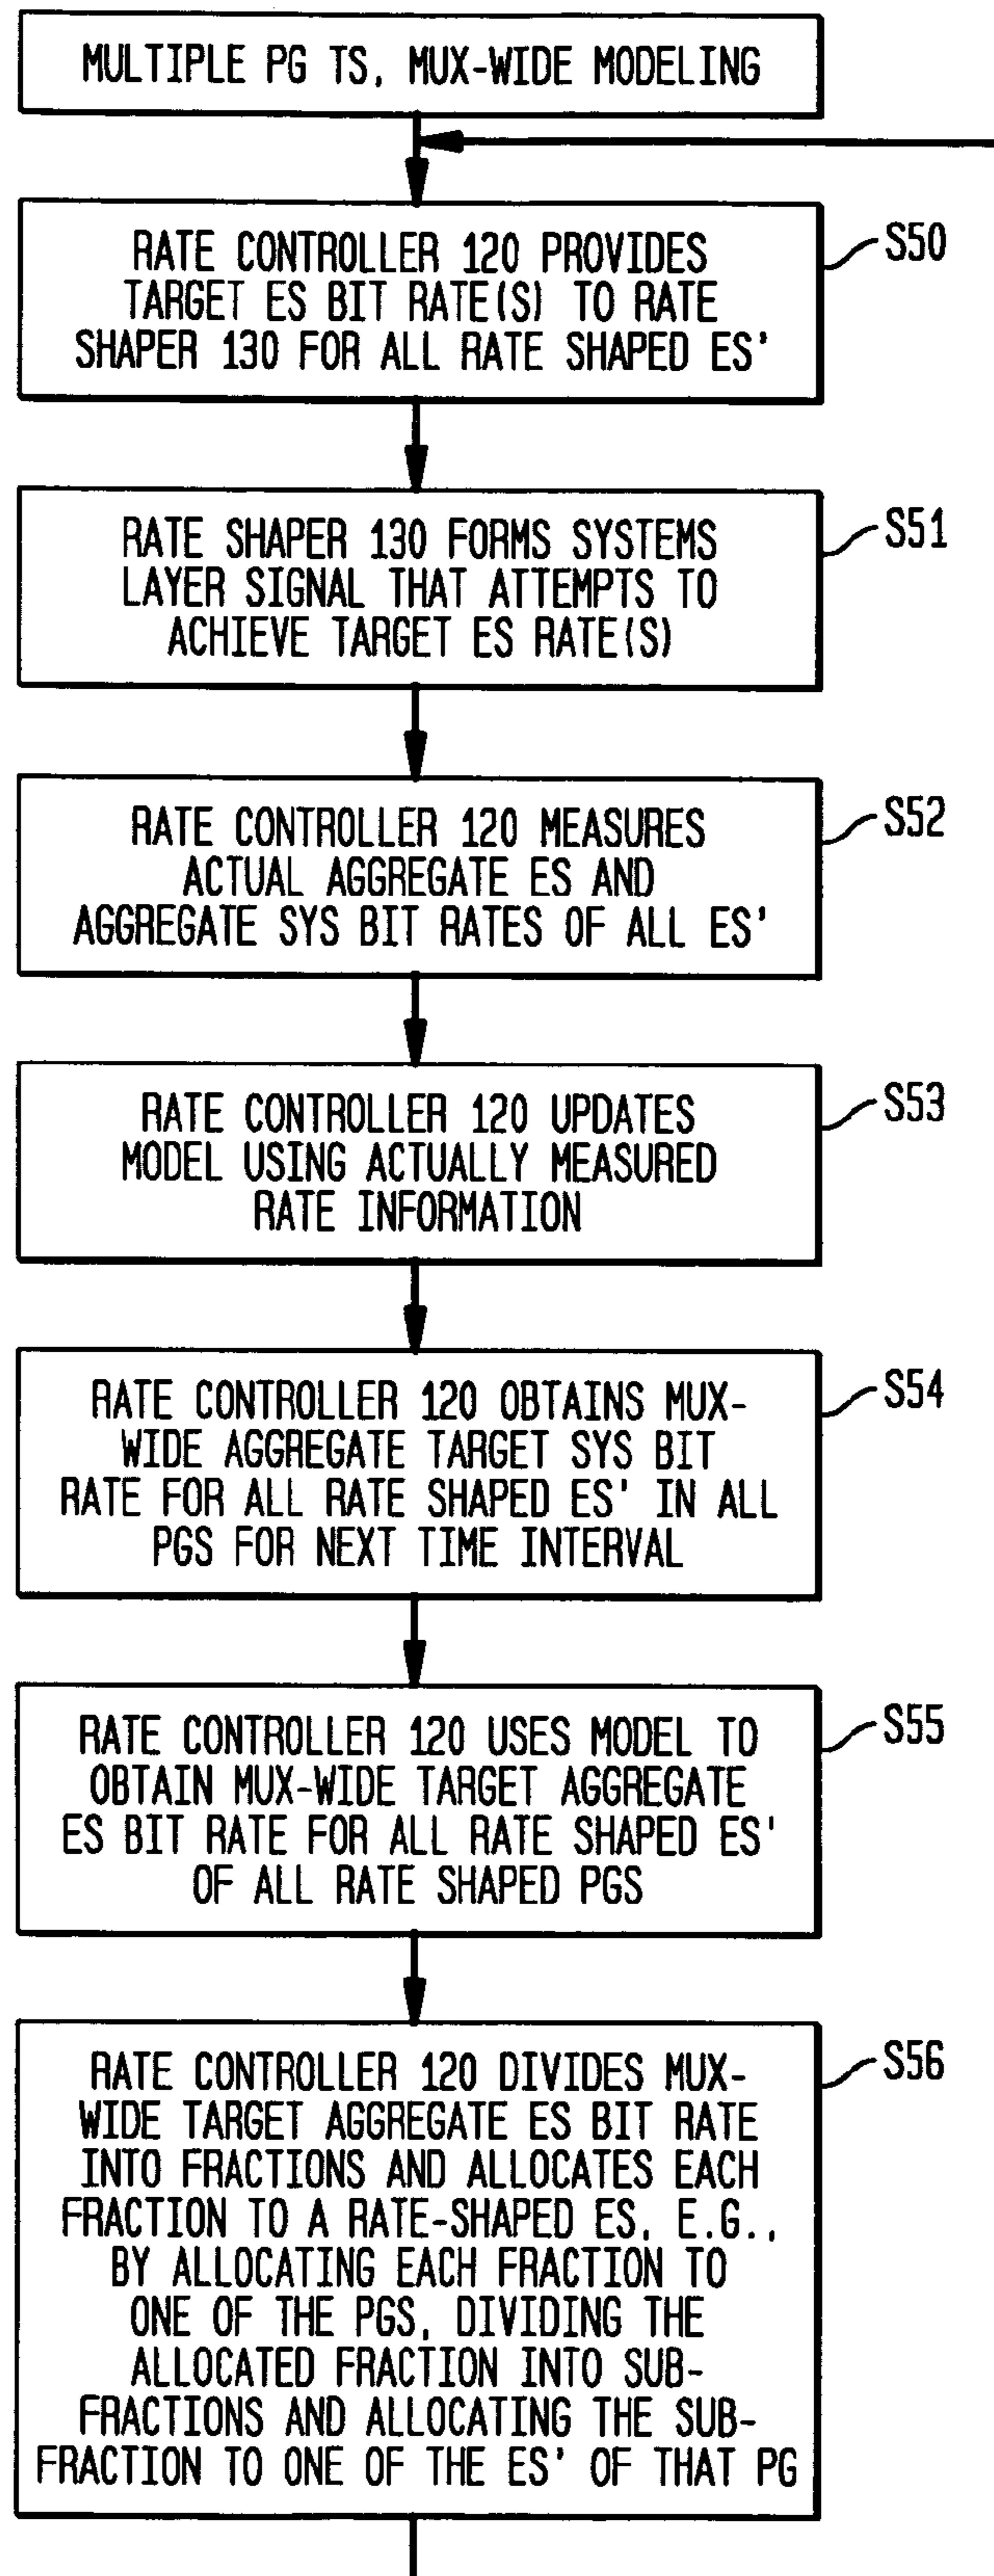 MULTIPLE PG TS, MUX-WIDE MODELING
RATE CONTROLLER 120 PROVIDES
TARGET ES BIT RATE(S) TO RATE
SHAPER 130 FOR ALL RATE SHAPED ES'
S50
RATE SHAPER 130 FORMS SYSTEMS
LAYER SIGNAL THAT ATTEMPTS TO
ACHIEVE TARGET ES RATE(S)
S51
RATE CONTROLLER 120 MEASURES
ACTUAL AGGREGATE ES AND
AGGREGATE SYS BIT RATES OF ALL ES'
S52
RATE CONTROLLER 120 UPDATES
MODEL USING ACTUALLY MEASURED
RATE INFORMATION
S53
RATE CONTROLLER 120 OBTAINS MUX-
WIDE AGGREGATE TARGET SYS BIT
RATE FOR ALL RATE SHAPED ES' IN ALL
PGS FOR NEXT TIME INTERVAL
S54
RATE CONTROLLER 120 USES MODEL TO
OBTAIN MUX-WIDE TARGET AGGREGATE
ES BIT RATE FOR ALL RATE SHAPED ES'
OF ALL RATE SHAPED PGS
S55
RATE CONTROLLER 120 DIVIDES MUX-
WIDE TARGET AGGREGATE ES BIT RATE
INTO FRACTIONS AND ALLOCATES EACH
FRACTION TO A RATE-SHAPED ES, E.G.,
BY ALLOCATING EACH FRACTION TO
ONE OF THE PGS, DIVIDING THE
ALLOCATED FRACTION INTO SUB-
FRACTIONS AND ALLOCATING THE SUB-
FRACTION TO ONE OF THE ES' OF THAT PG
S56